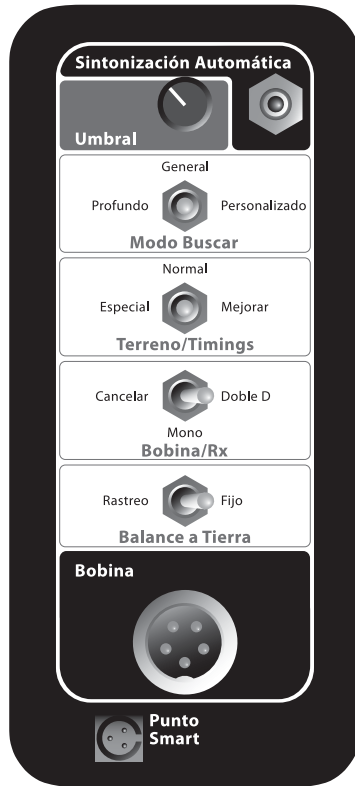 Sintonización Automática
Umbral
General
Profundo Personalizado
Modo Buscar
Normal
Especial Mejorar
Terreno/Timings
Cancelar Doble D
Mono
Bobina/Rx
Rastreo Fijo
Balance a Tierra
Bobina
Punto
Smart